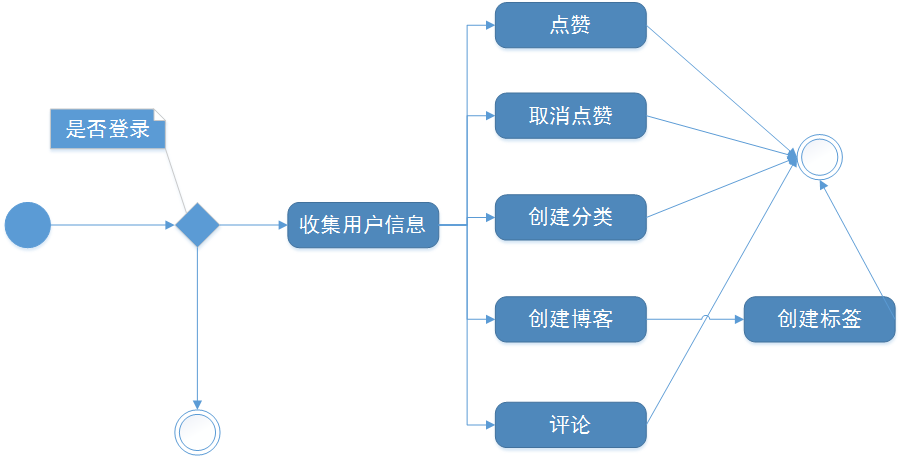 点赞
是否登录
取消点赞
收集用户信息
创建分类
创建博客
创建标签
评论